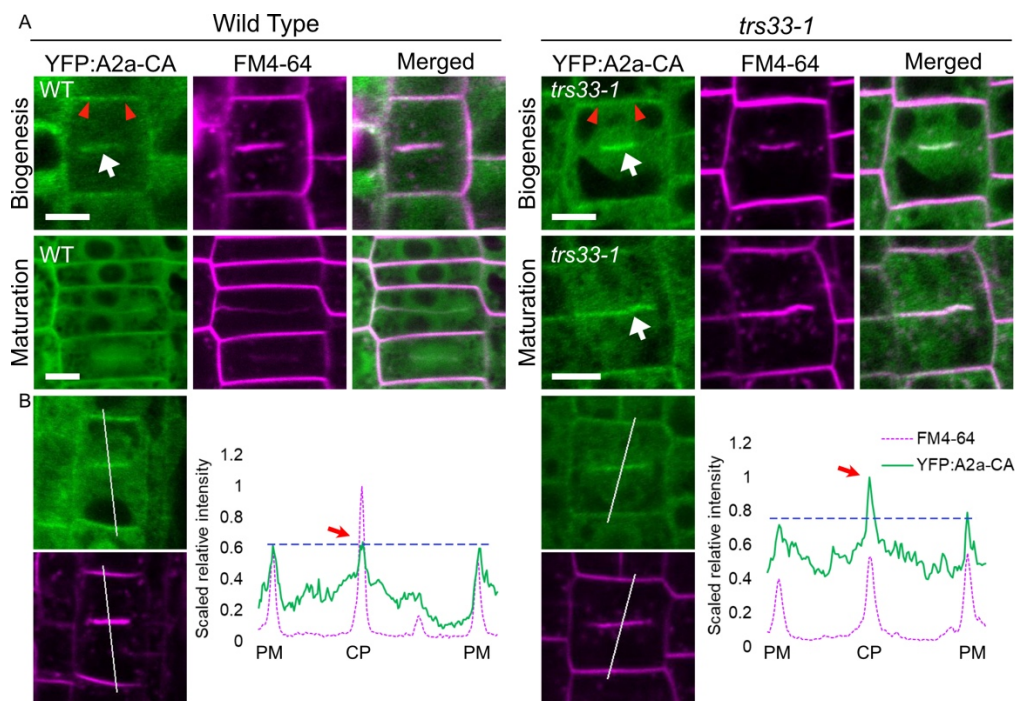 A
Wild Type
trs33-1
YFP:A2a-CA FM4-64 Merged
YFP:A2a-CA FM4-64 Merged
Biogenesis
WT
Biogenesis
trs33-1
Maturation
WT
Maturation
trs33-1
B
Scaled relative intensity
1.2
1
0.8
0.6
0.4
0.2
0
PM CP PM
Scaled relative intensity
1.2
1
0.8
0.6
0.4
0.2
0
PM CP PM
FM4-64
YFP:A2a-CA